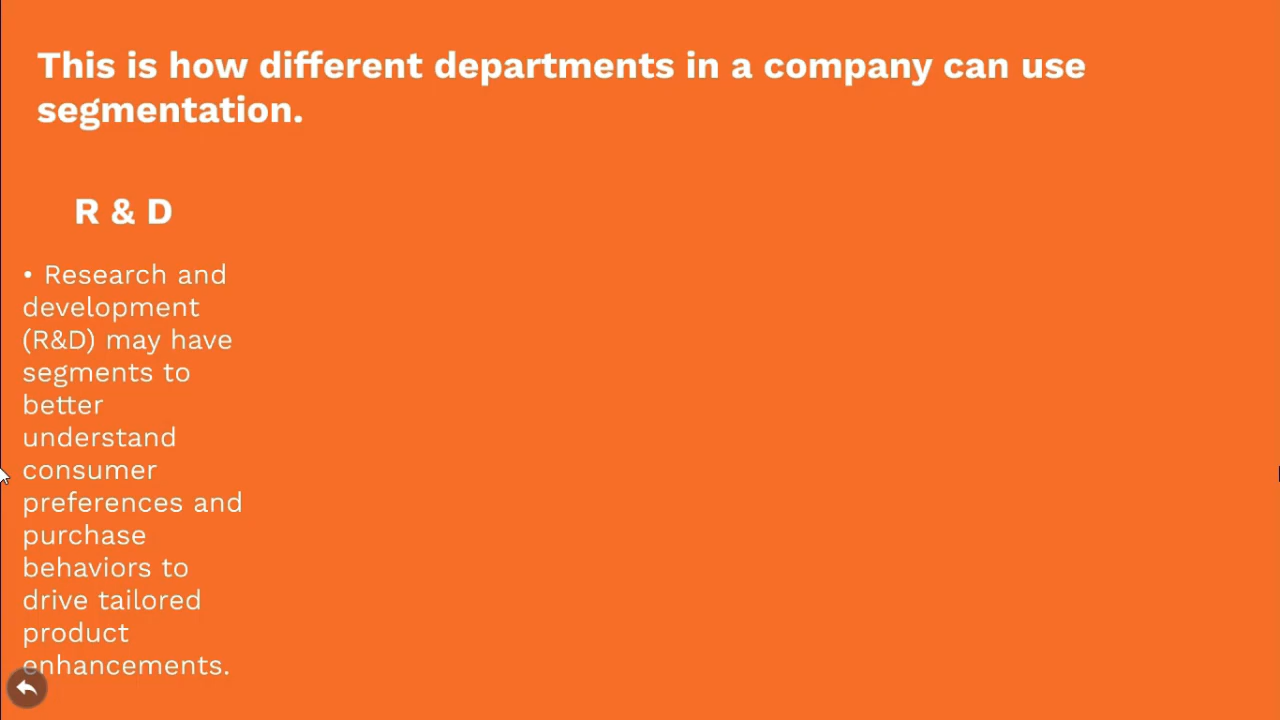 This is how different departments in a company can use
segmentation.
R & D
• Research and
development
(R&D) may have
segments to
better
understand
consumer
preferences and
purchase
behaviors to
drive tailored
product
enhancements.